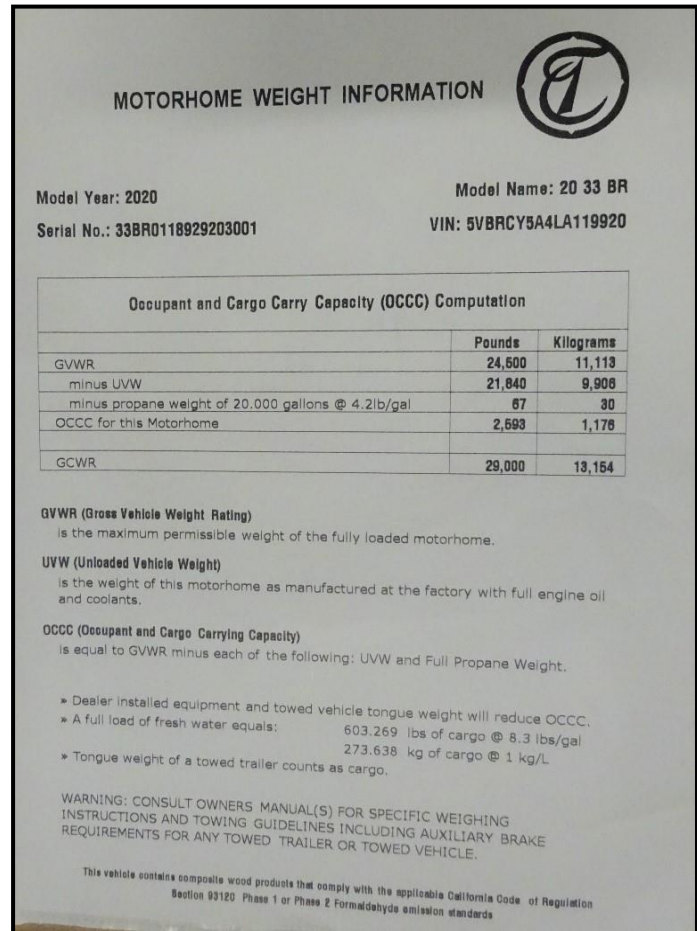 MOTORHOME WEIGHT INFORMATION
Model Year: 2020
Model Name: 20 33 BR
Serial No.: 33BR0118929203001
VIN: 5VBRCY5A4LA119920
Occupant and Cargo Carry Capacity (OCCC) Computation
Pounds Kilograms
GVWR 24,500 11,113
minus UVW 21,840 9,906
minus propane weight of 20.000 gallons @ 4.2lb/gal 67 30
OCCC for this Motorhome 2,593 1,176
GCWR 29,000 13,154
GVWR (Gross Vehicle Weight Rating)
is the maximum permissible weight of the fully loaded motorhome.
UVW (Unloaded Vehicle Weight)
is the weight of this motorhome as manufactured at the factory with full engine oil
and coolants.
OCCC (Occupant and Cargo Carrying Capacity)
is equal to GVWR minus each of the following: UVW and Full Propane Weight.
» Dealer installed equipment and towed vehicle tongue weight will reduce OCCC.
» A full load of fresh water equals: 603.269 lbs of cargo @ 8.3 lbs/gal
273.638 kg of cargo @ 1 kg/L
» Tongue weight of a towed trailer counts as cargo.
WARNING: CONSULT OWNERS MANUAL(S) FOR SPECIFIC WEIGHING
INSTRUCTIONS AND TOWING GUIDELINES INCLUDING AUXILIARY BRAKE
REQUIREMENTS FOR ANY TOWED TRAILER OR TOWED VEHICLE.
This vehicle contains composite wood products that comply with the applicable California Code of Regulation
Section 93120 Phase 1 or Phase 2 Formaldehyde emission standards